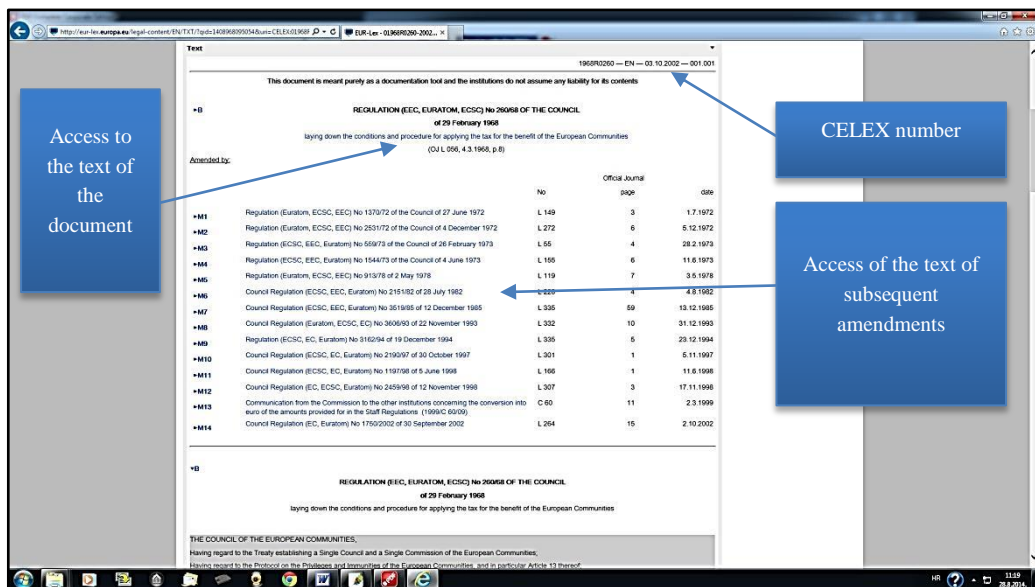 http://eur-lex.europa.eu/legal-content/EN/TXT/?qid=1408968095054&uri=CELEX:01968R
EUR-Lex - 01968R0260-2002...
Text
1968R0260 — EN — 03.10.2002 — 001.001
This document is meant purely as a documentation tool and the institutions do not assume any liability for its contents
►B
REGULATION (EEC, EURATOM, ECSC) No 260/68 OF THE COUNCIL
of 29 February 1968
laying down the conditions and procedure for applying the tax for the benefit of the European Communities
(OJ L 056, 4.3.1968, p.8)
Amended by:
Official Journal
No page date
►M1 Regulation (Euratom, ECSC, EEC) No 1370/72 of the Council of 27 June 1972 L 149 3 1.7.1972
►M2 Regulation (Euratom, ECSC, EEC) No 2531/72 of the Council of 4 December 1972 L 272 6 5.12.1972
►M3 Regulation (ECSC, EEC, Euratom) No 559/73 of the Council of 26 February 1973 L 55 4 28.2.1973
►M4 Regulation (ECSC, EEC, Euratom) No 1544/73 of the Council of 4 June 1973 L 155 6 11.6.1973
►M5 Regulation (Euratom, ECSC, EEC) No 913/78 of 2 May 1978 L 119 7 3.5.1978
►M6 Council Regulation (ECSC, EEC, Euratom) No 2151/82 of 28 July 1982 L 228 4 4.8.1982
►M7 Council Regulation (ECSC, EEC, Euratom) No 3519/85 of 12 December 1985 L 335 59 13.12.1985
►M8 Council Regulation (Euratom, ECSC, EC) No 3606/93 of 22 November 1993 L 332 10 31.12.1993
►M9 Regulation (ECSC, EC, Euratom) No 3162/94 of 19 December 1994 L 335 5 23.12.1994
►M10 Council Regulation (ECSC, EC, Euratom) No 2190/97 of 30 October 1997 L 301 1 5.11.1997
►M11 Council Regulation (ECSC, EC, Euratom) No 1197/98 of 5 June 1998 L 166 1 11.6.1998
►M12 Council Regulation (EC, ECSC, Euratom) No 2459/98 of 12 November 1998 L 307 3 17.11.1998
►M13 Communication from the Commission to the other institutions concerning the conversion into C 60 11 2.3.1999
euro of the amounts provided for in the Staff Regulations (1999/C 60/09)
►M14 Council Regulation (EC, Euratom) No 1750/2002 of 30 September 2002 L 264 15 2.10.2002
▼B
REGULATION (EEC, EURATOM, ECSC) No 260/68 OF THE COUNCIL
of 29 February 1968
laying down the conditions and procedure for applying the tax for the benefit of the European Communities
THE COUNCIL OF THE EUROPEAN COMMUNITIES,
Having regard to the Treaty establishing a Single Council and a Single Commission of the European Communities;
Having regard to the Protocol on the Privileges and Immunities of the European Communities, and in particular Article 13 thereof;
Access to
the text of
the
document
CELEX number
Access of the text of
subsequent
amendments
HR
11:19
28.8.2014.